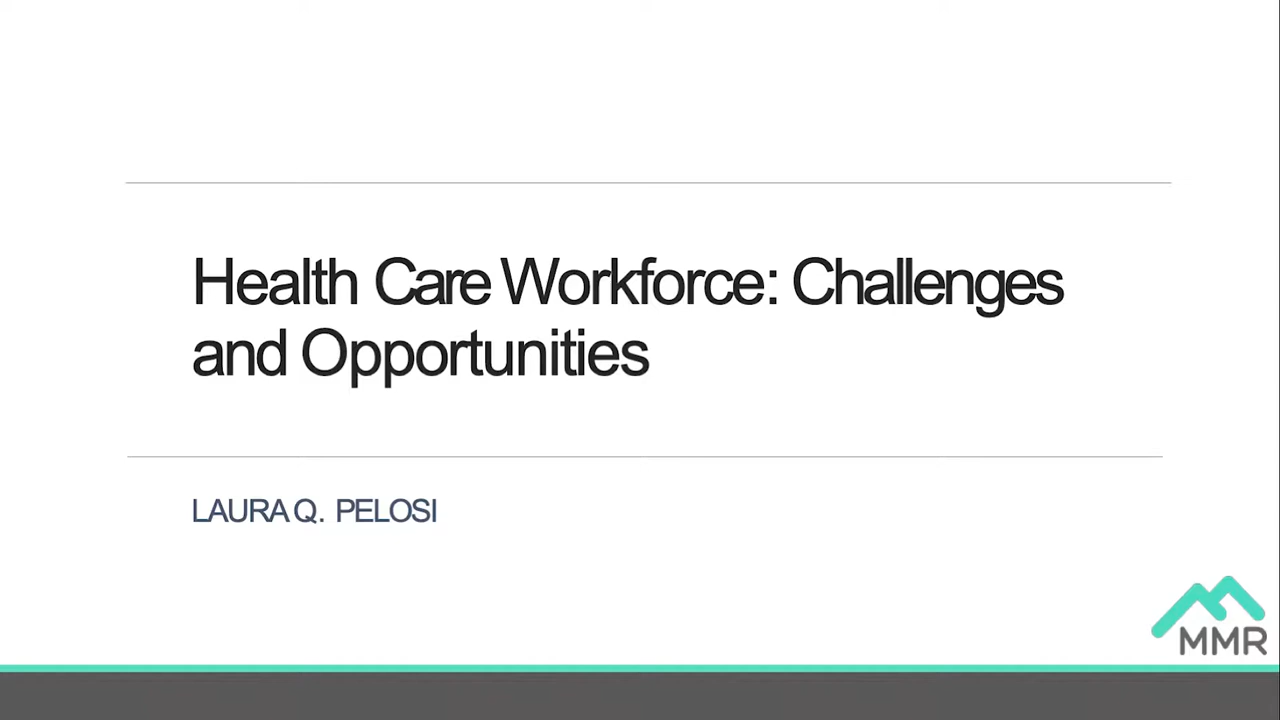 Health Care Workforce: Challenges
and Opportunities
LAURA Q. PELOSI
MMR